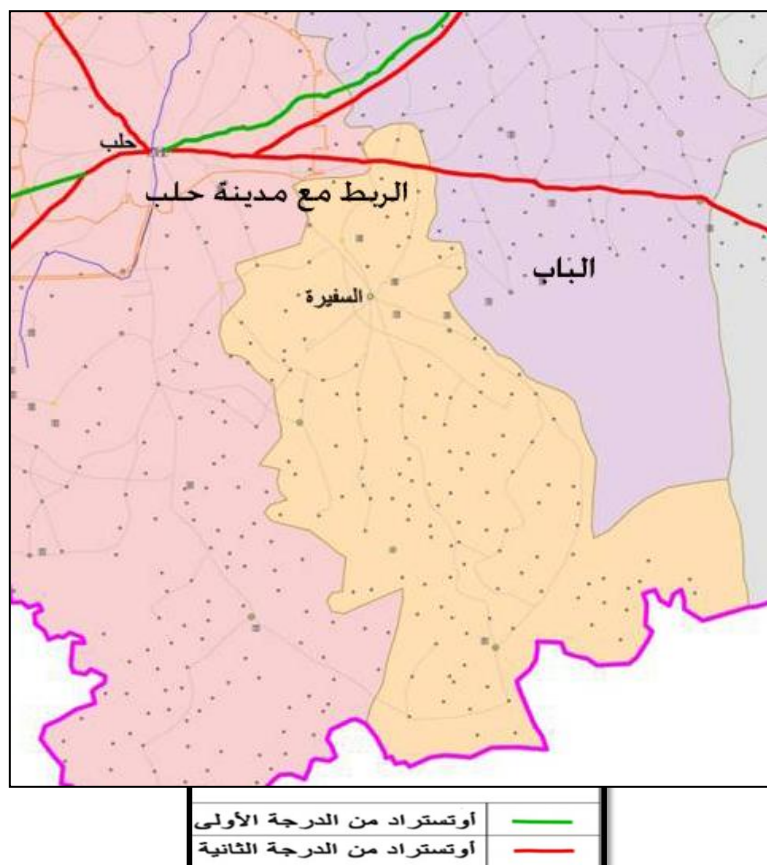 حلب
الربط مع مدينة حلب
الباب
السفيرة
أوتستراد من الدرجة الأولى
أوتستراد من الدرجة الثانية